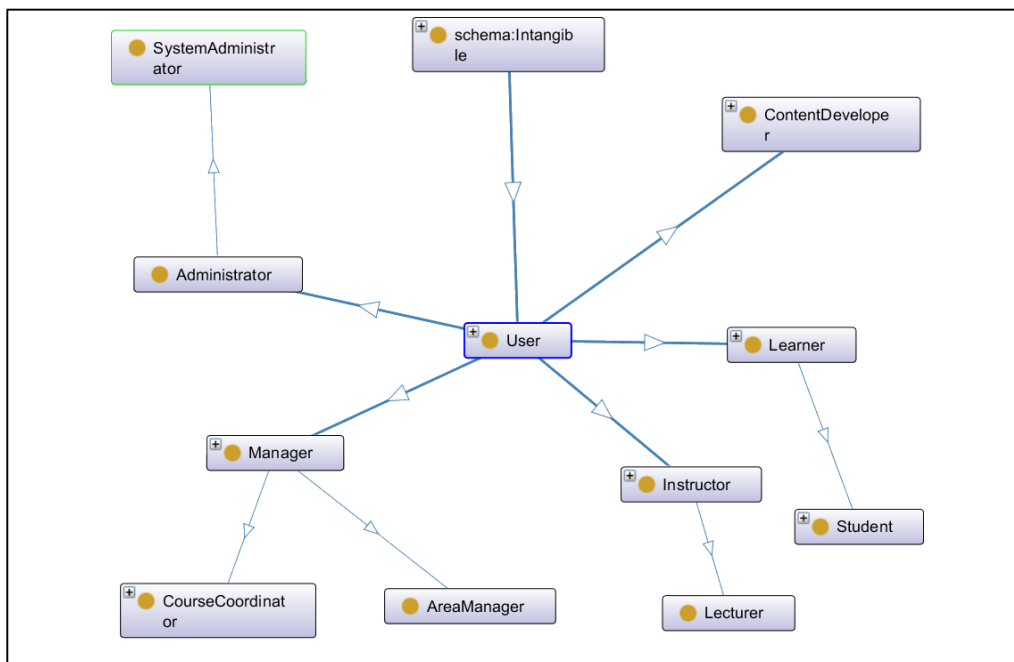 SystemAdministr
ator
schema:Intangib
le
ContentDevelope
r
Administrator
User
Learner
Manager
Instructor
Student
CourseCoordinat
or
AreaManager
Lecturer